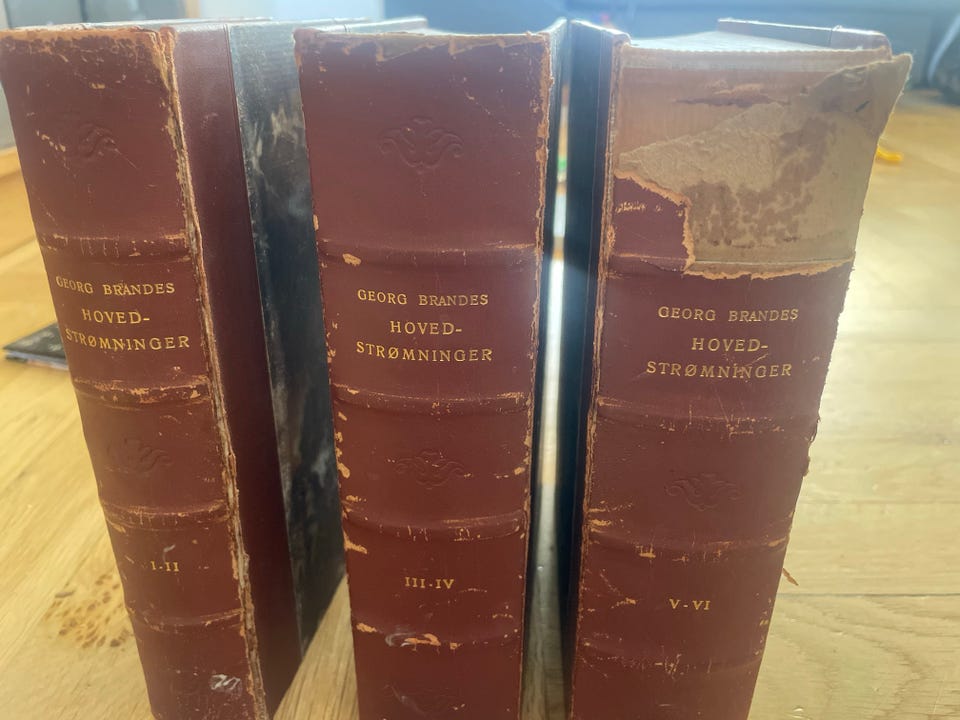 GEORG BRANDES
HOVED-
STRØMNINGER
I-II
GEORG BRANDES
HOVED-
STRØMNINGER
III-IV
GEORG BRANDES
HOVED-
STRØMNINGER
V-VI